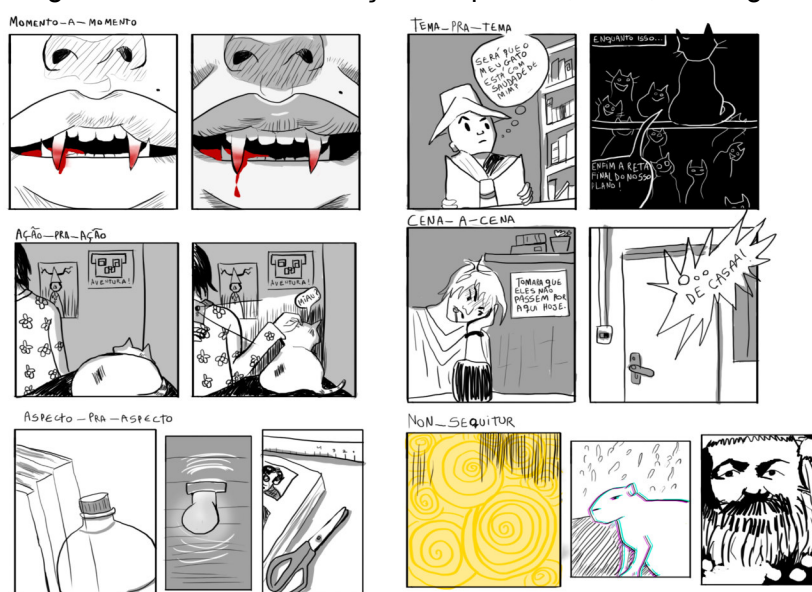 MOMENTO-A-MOMENTO
TEMA-PRA-TEMA
SERÁ QUE O
MEU GATO
ESTÁ COM
SAUDADE DE
MIM?
ENQUANTO ISSO...
ENFIM A RETA
FINAL DO NOSSO
PLANO!
AÇÃO-PRA-AÇÃO
AVENTURA!
AVENTURA!
MIAU!
CENA-A-CENA
TOMARA QUE
ELES NÃO
PASSEM POR
AQUI HOJE.
Ô
DE CASAA!
ASPECTO-PRA-ASPECTO
NON-SEQUITUR